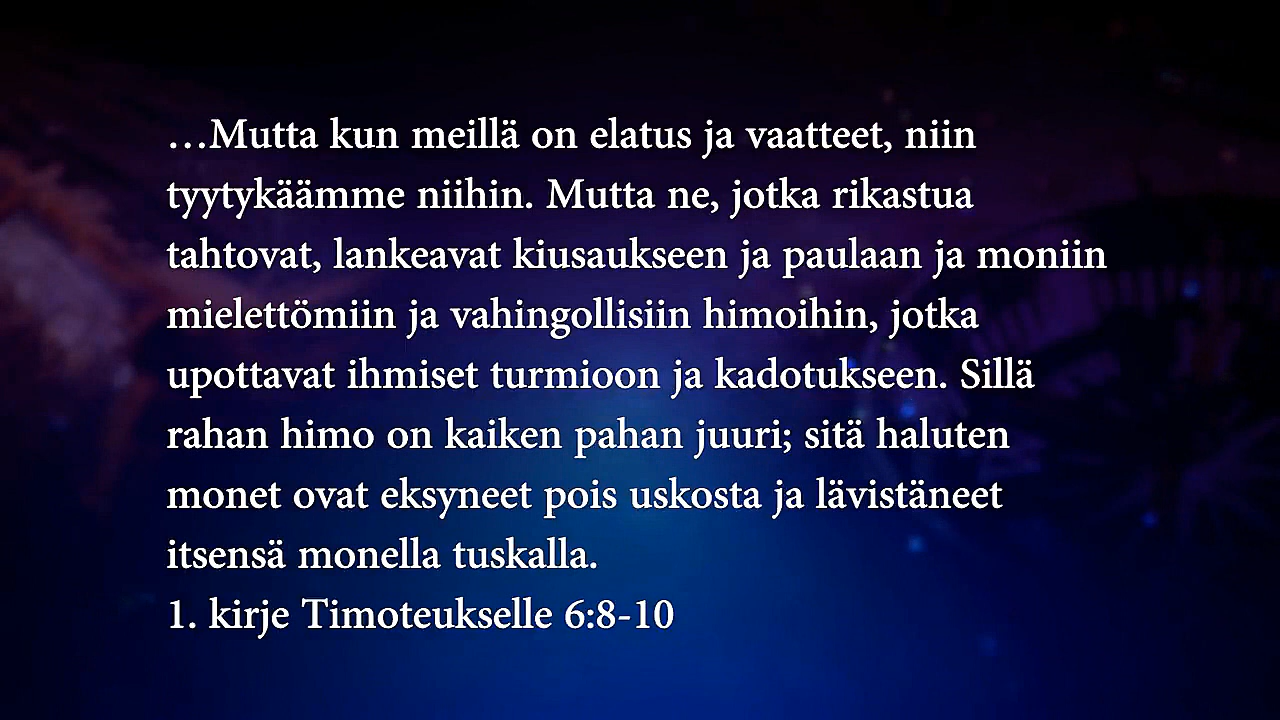 …Mutta kun meillä on elatus ja vaatteet, niin
tyytykäämme niihin. Mutta ne, jotka rikastua
tahtovat, lankeavat kiusaukseen ja paulaan ja moniin
mielettömiin ja vahingollisiin himoihin, jotka
upottavat ihmiset turmioon ja kadotukseen. Sillä
rahan himo on kaiken pahan juuri; sitä haluten
monet ovat eksyneet pois uskosta ja lävistäneet
itsensä monella tuskalla.
1. kirje Timoteukselle 6:8-10